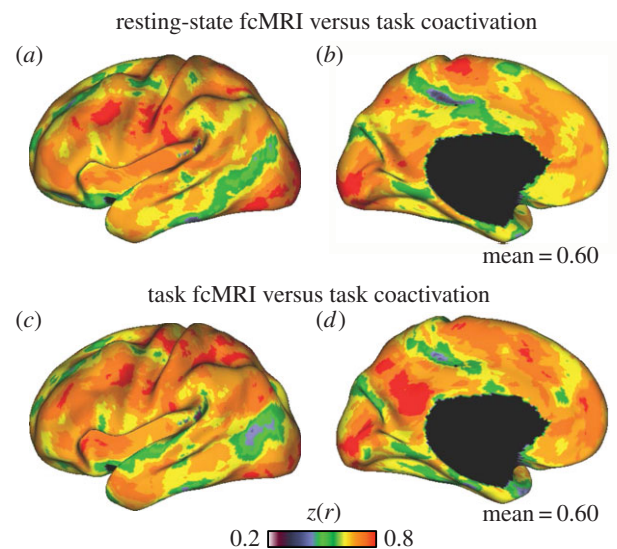 resting-state fcMRI versus task coactivation
(a) (b)
mean = 0.60
task fcMRI versus task coactivation
(c) (d)
z(r)
0.2 0.8
mean = 0.60